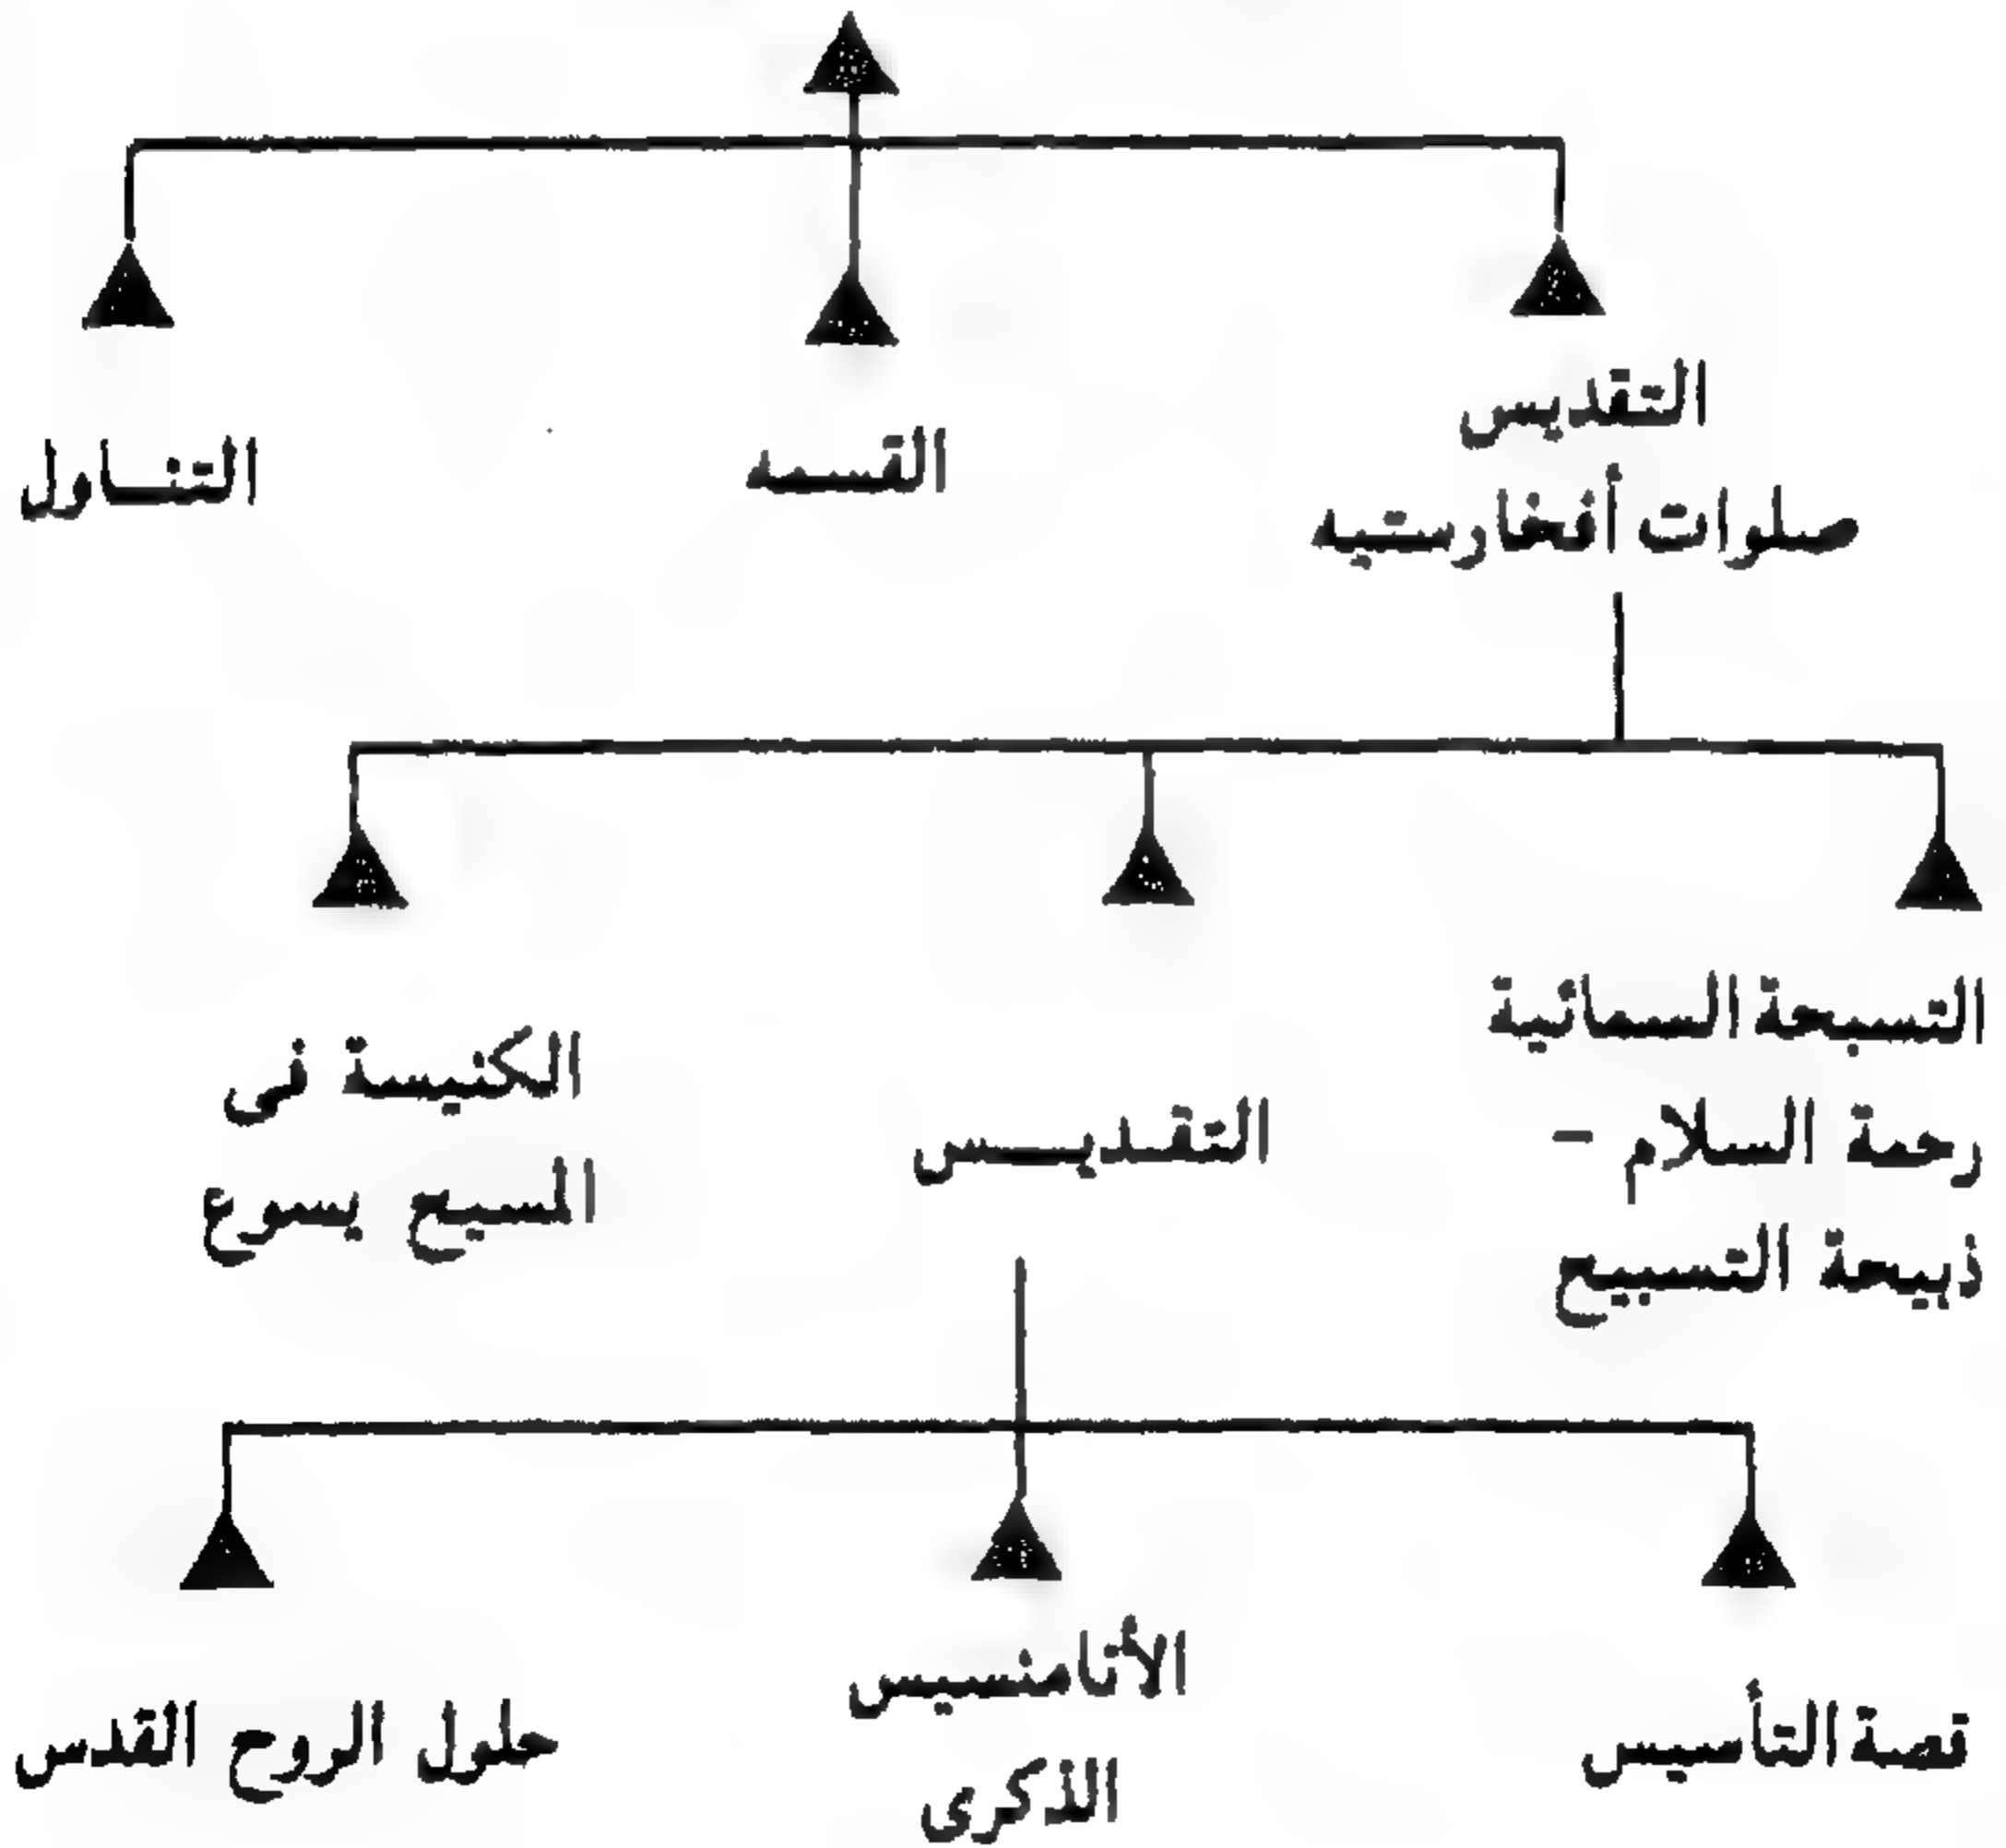 التقديس
صلوات أفخارستيه
القسمه
التناول
التسبحة السمائية
رحمة السلام -
ذبيحة التسبيح
التقديس
الكنيسة فى
المسيح يسوع
قصة التأسيس
الأنامنسيس
الذكرى
حلول الروح القدس